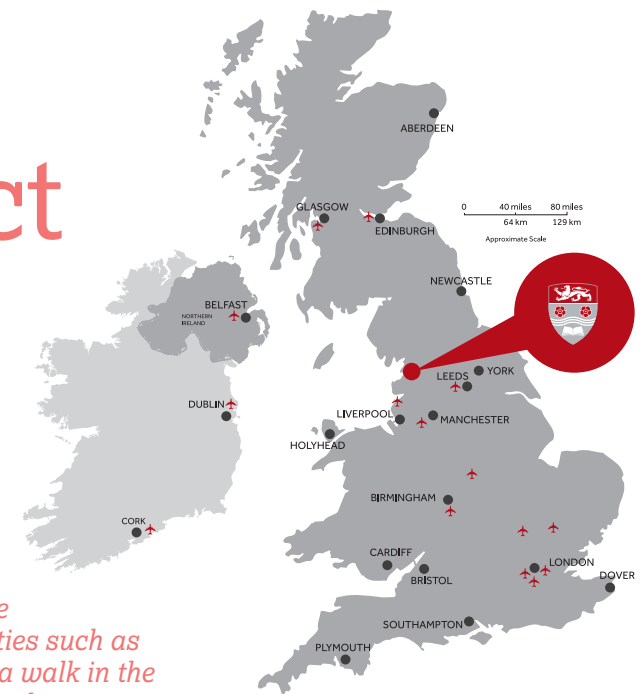 ct
ABERDEEN
GLASGOW
EDINBURGH
0 40 miles 80 miles
64 km 129 km
Approximate Scale
NEWCASTLE
BELFAST
NORTHERN
IRELAND
LEEDS
YORK
DUBLIN
LIVERPOOL
MANCHESTER
HOLYHEAD
BIRMINGHAM
CORK
CARDIFF
BRISTOL
LONDON
DOVER
SOUTHAMPTON
PLYMOUTH
e
ties such as
a walk in the